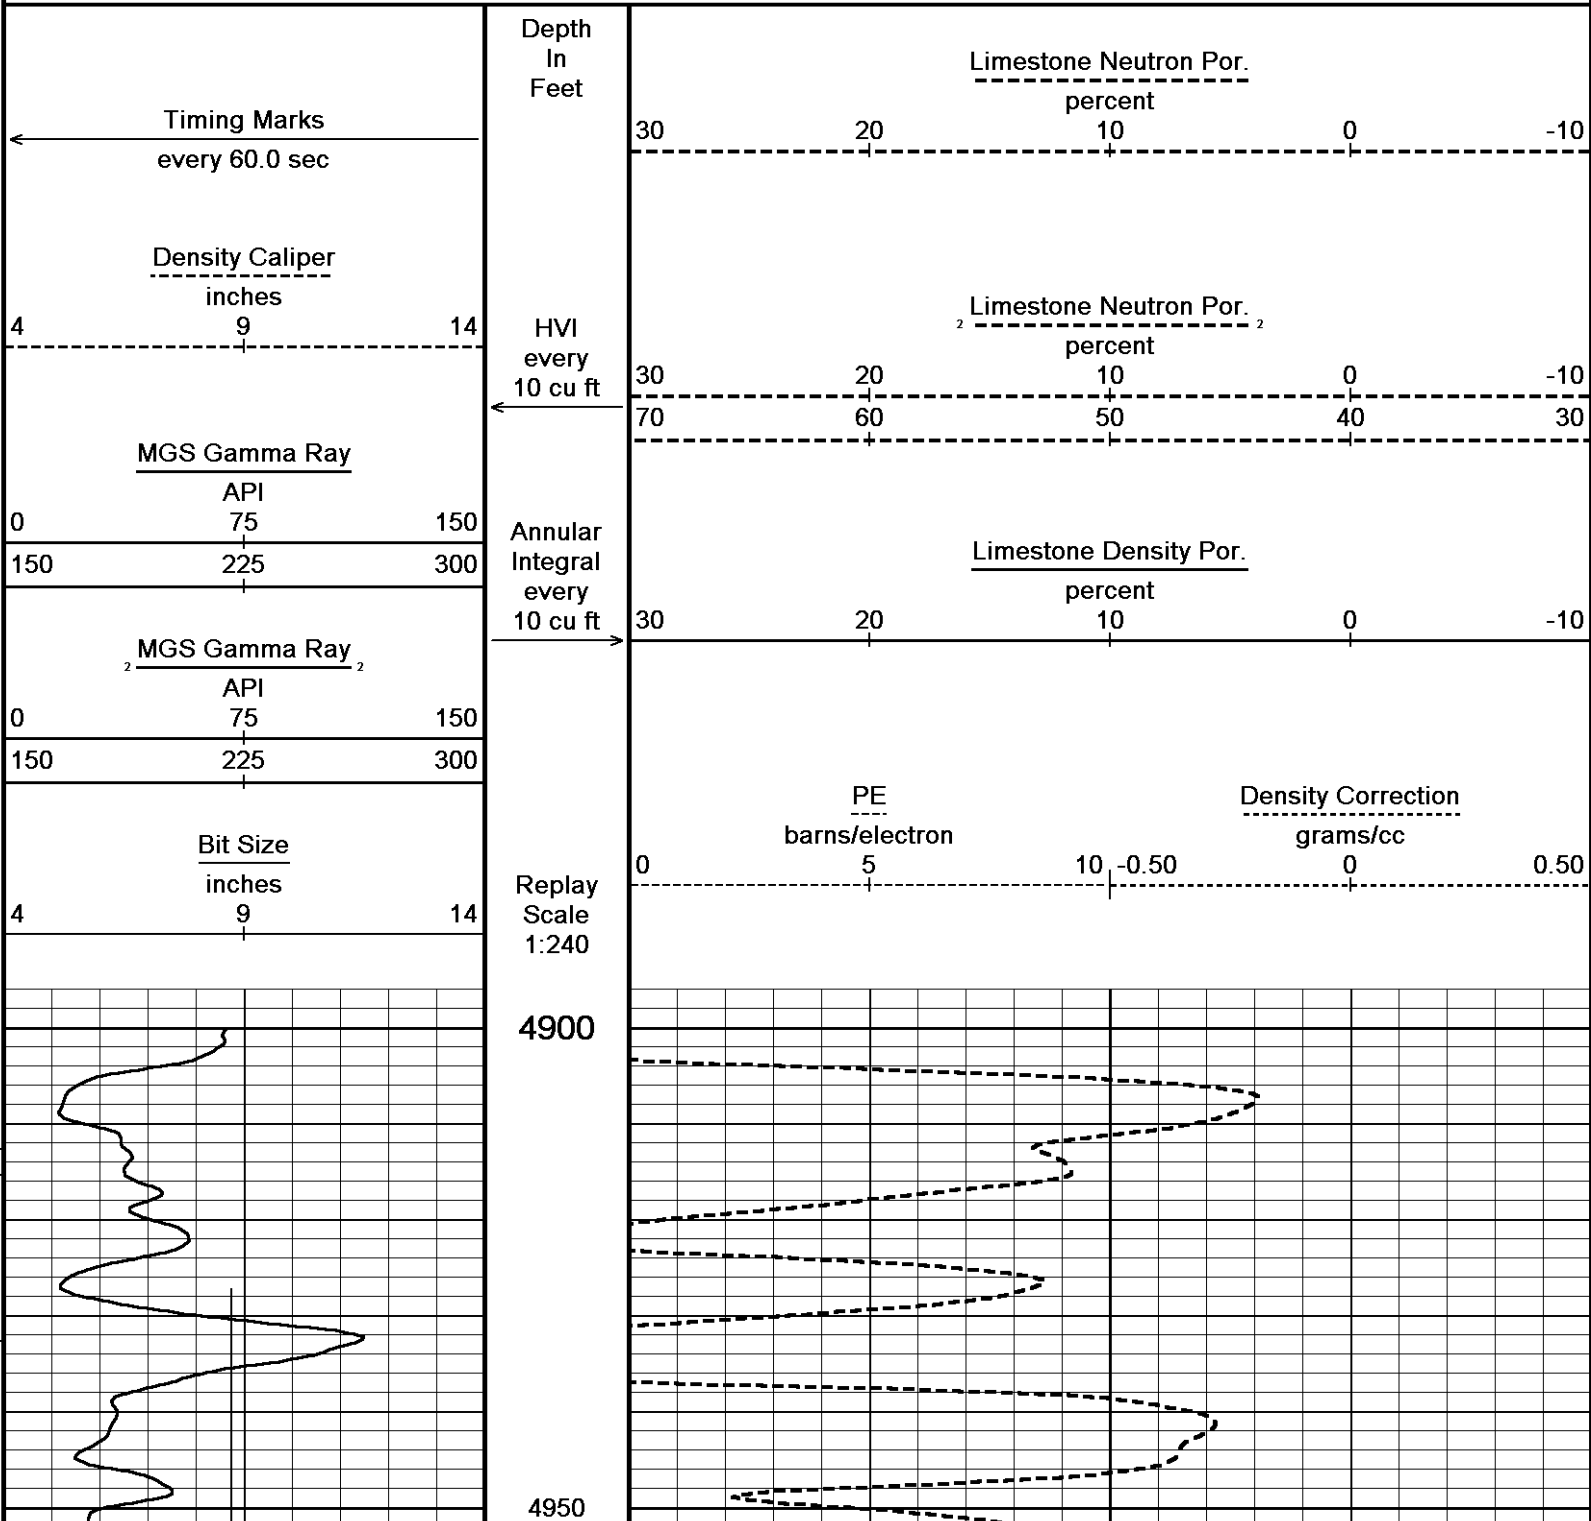 Timing Marks
every 60.0 sec
Density Caliper
inches
4 9 14
MGS Gamma Ray
API
0 75 150
150 225 300
2 MGS Gamma Ray 2
API
0 75 150
150 225 300
Bit Size
inches
4 9 14
Depth
In
Feet
HVI
every
10 cu ft
Annular
Integral
every
10 cu ft
Replay
Scale
1:240
Limestone Neutron Por.
percent
30 20 10 0 -10
2 Limestone Neutron Por. 2
percent
30 20 10 0 -10
70 60 50 40 30
Limestone Density Por.
percent
30 20 10 0 -10
PE
barns/electron
0 5 10
Density Correction
grams/cc
-0.50 0 0.50
4900
4950